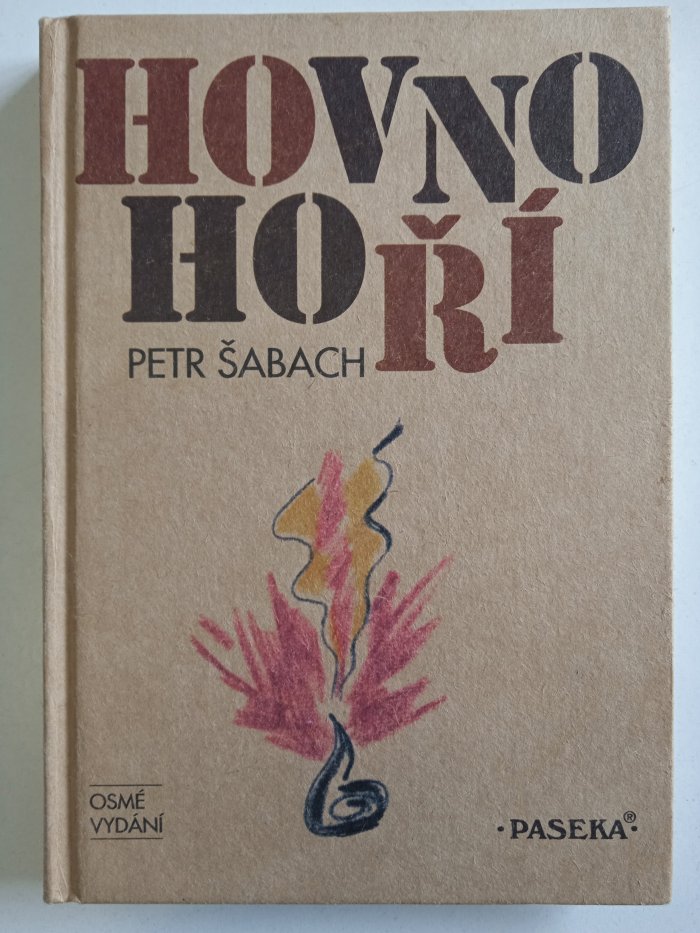 HOVNO
HOŘÍ
PETR ŠABACH
OSMÉ
VYDÁNÍ
·PASEKA®·